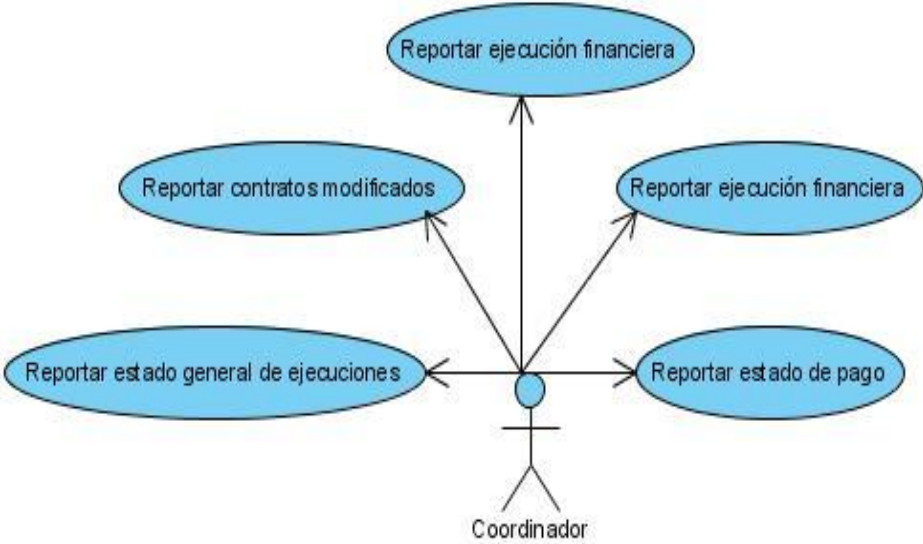 Reportar ejecución financiera
Reportar contratos modificados
Reportar ejecución financiera
Reportar estado general de ejecuciones
Reportar estado de pago
Coordinador